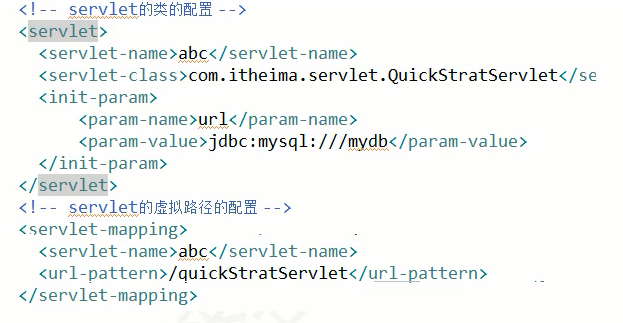 <!-- servlet的类的配置 -->
<servlet>
<servlet-name>abc</servlet-name>
<servlet-class>com.itheima.servlet.QuickStratServlet</se
<init-param>
<param-name>url</param-name>
<param-value>jdbc:mysql:///mydb</param-value>
</init-param>
</servlet>
<!-- servlet的虚拟路径的配置 -->
<servlet-mapping>
<servlet-name>abc</servlet-name>
<url-pattern>/quickStratServlet</url-pattern>
</servlet-mapping>